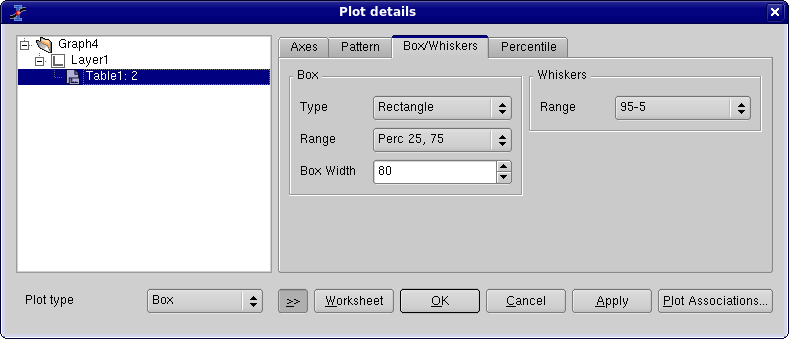 Plot details
Graph4
Layer1
Table1: 2
Axes
Pattern
Box/Whiskers
Percentile
Box
Type
Rectangle
Range
Perc 25, 75
Box Width
80
Whiskers
Range
95-5
Plot type
Box
>>
Worksheet
OK
Cancel
Apply
Plot Associations...